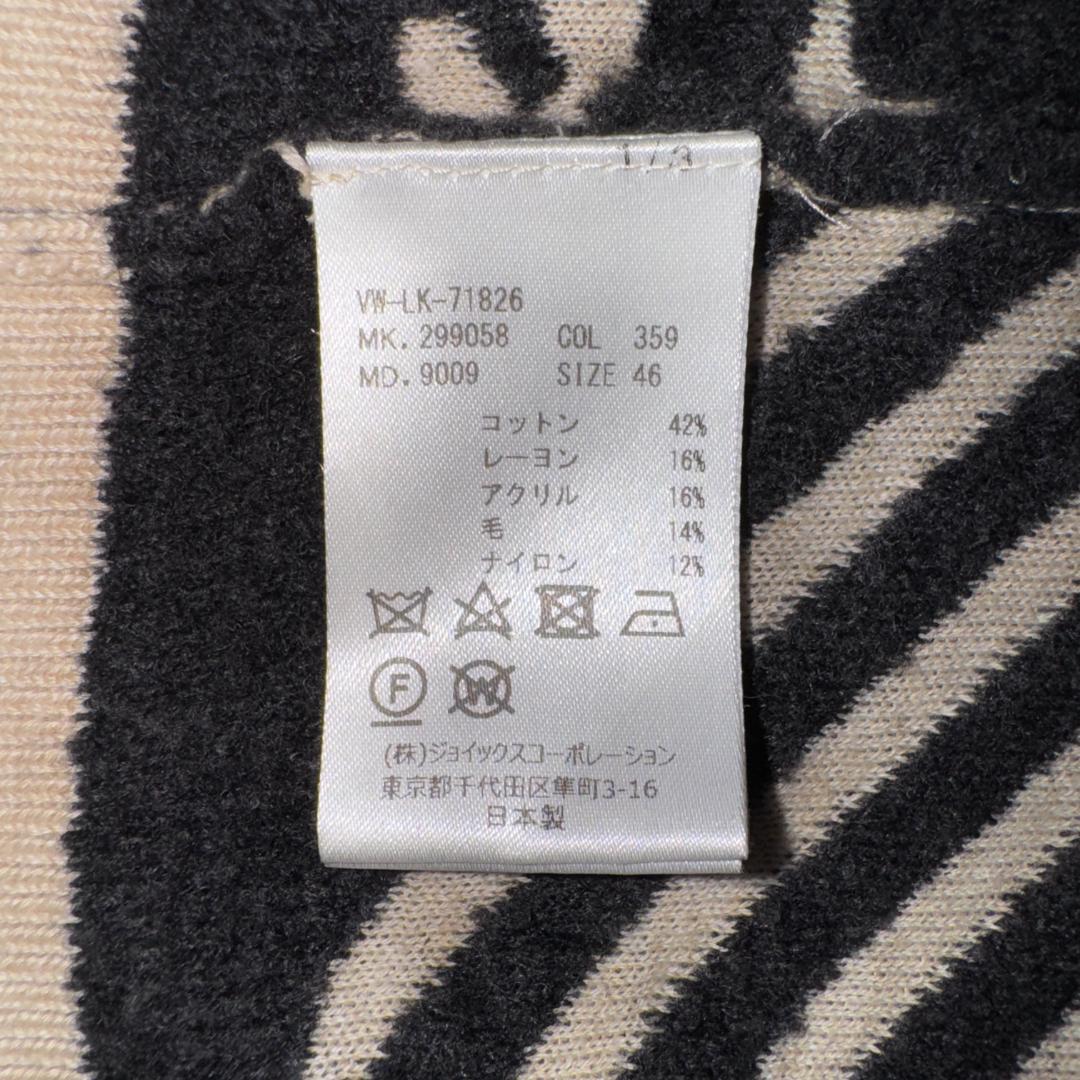 1/3
VW-LK-71826
MK. 299058 COL 359
MD. 9009 SIZE 46
コットン 42%
レーヨン 16%
アクリル 16%
毛 14%
ナイロン 12%
F W
(株)ジョイックスコーポレーション
東京都千代田区隼町3-16
日本製